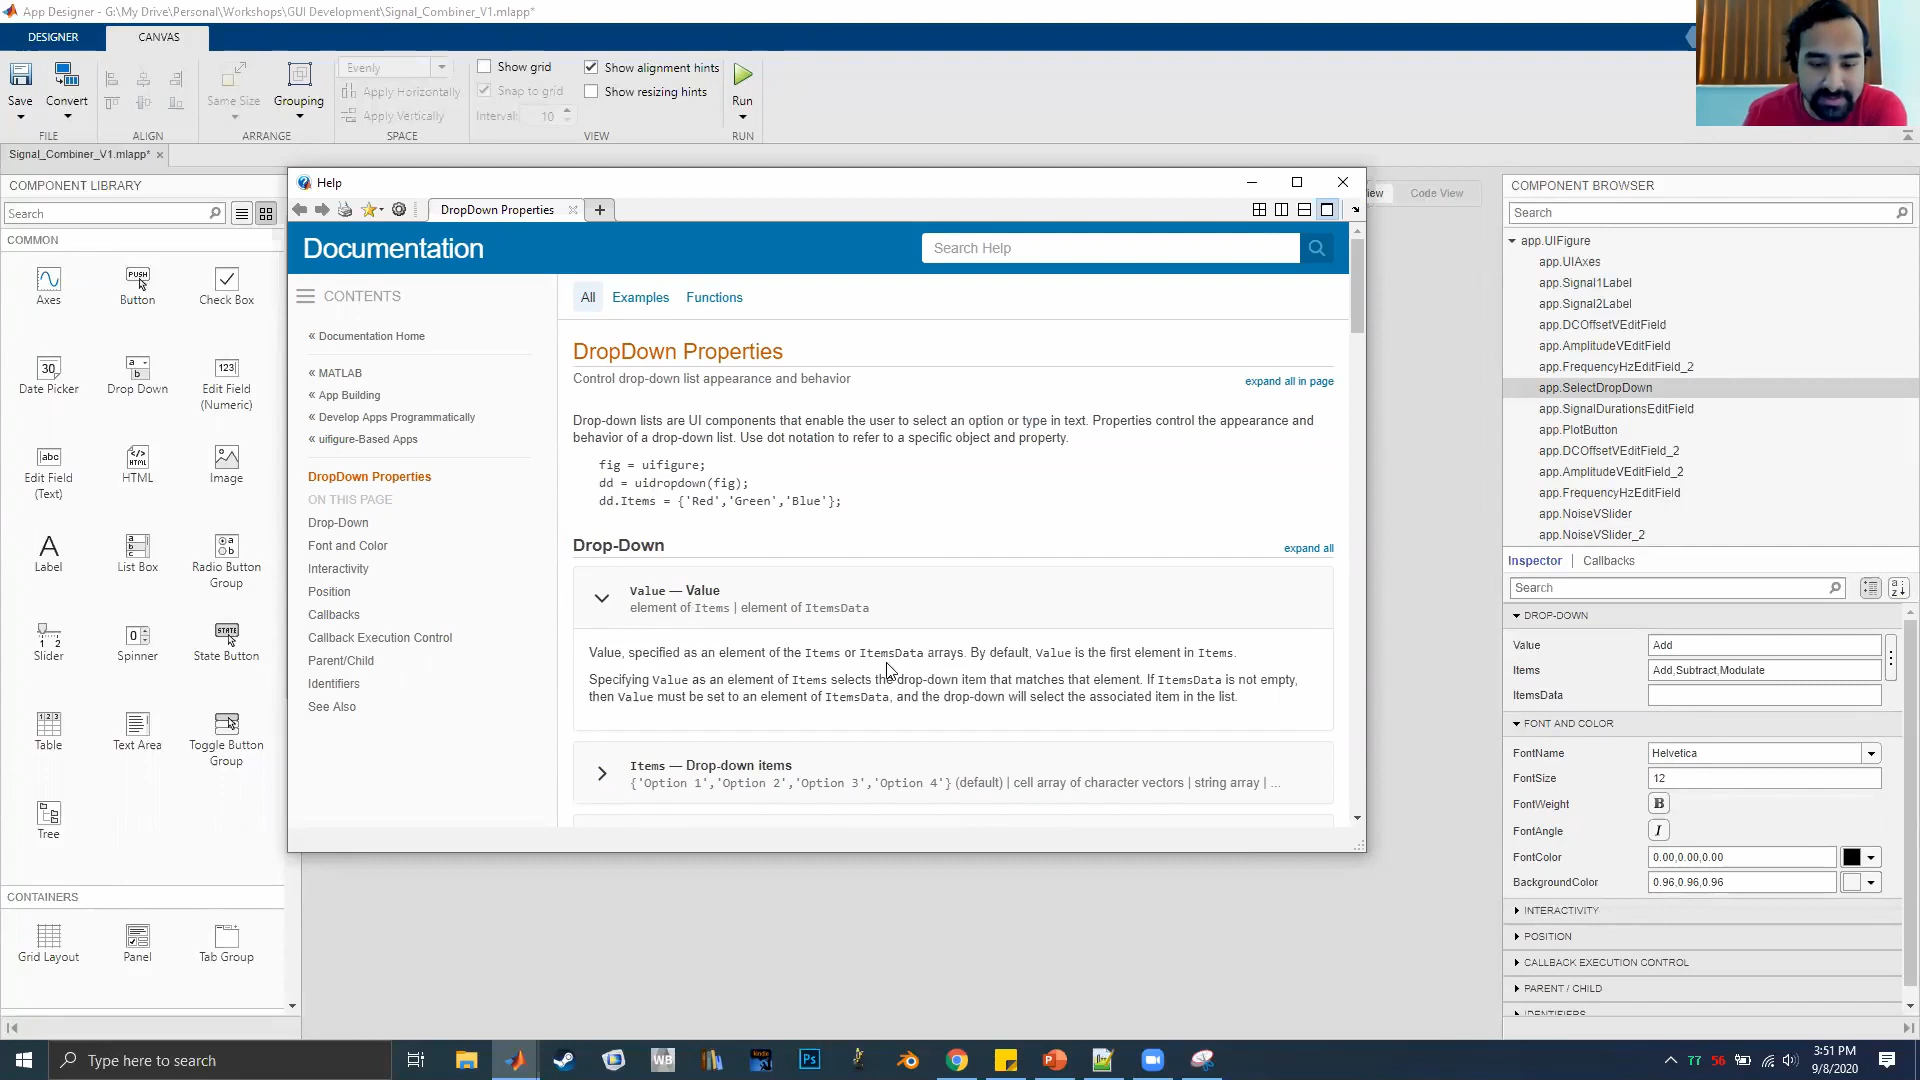 App Designer - G:\My Drive\Personal\Workshops\GUI Development\Signal_Combiner_V1.mlapp*
DESIGNER
CANVAS
Save
Convert
Same Size
Grouping
Evenly
Apply Horizontally
Apply Vertically
Show grid
Snap to grid
Interval: 10
Show alignment hints
Show resizing hints
Run
FILE
ALIGN
ARRANGE
SPACE
VIEW
RUN
Signal_Combiner_V1.mlapp*
COMPONENT LIBRARY
Search
COMMON
Axes
PUSH
Button
Check Box
30
Date Picker
a
b
Drop Down
123
Edit Field
(Numeric)
abc
Edit Field
(Text)
HTML
HTML
Image
A
Label
a
b
c
List Box
a
b
Radio Button
Group
1 2
Slider
0
Spinner
STATE
State Button
1 2 3
Table
Text Area
Toggle Button
Group
Tree
CONTAINERS
Grid Layout
Panel
Tab Group
Help
DropDown Properties
Documentation
Search Help
CONTENTS
« Documentation Home
« MATLAB
« App Building
« Develop Apps Programmatically
« uifigure-Based Apps
DropDown Properties
ON THIS PAGE
Drop-Down
Font and Color
Interactivity
Position
Callbacks
Callback Execution Control
Parent/Child
Identifiers
See Also
All
Examples
Functions
DropDown Properties
Control drop-down list appearance and behavior
expand all in page
Drop-down lists are UI components that enable the user to select an option or type in text. Properties control the appearance and
behavior of a drop-down list. Use dot notation to refer to a specific object and property.
fig = uifigure;
dd = uidropdown(fig);
dd.Items = {'Red','Green','Blue'};
Drop-Down
expand all
Value — Value
element of Items | element of ItemsData
Value, specified as an element of the Items or ItemsData arrays. By default, Value is the first element in Items.
Specifying Value as an element of Items selects the drop-down item that matches that element. If ItemsData is not empty,
then Value must be set to an element of ItemsData, and the drop-down will select the associated item in the list.
Items — Drop-down items
{'Option 1','Option 2','Option 3','Option 4'} (default) | cell array of character vectors | string array | ...
iew
Code View
COMPONENT BROWSER
Search
app.UIFigure
app.UIAxes
app.Signal1Label
app.Signal2Label
app.DCOffsetVEditField
app.AmplitudeVEditField
app.FrequencyHzEditField_2
app.SelectDropDown
app.SignalDurationsEditField
app.PlotButton
app.DCOffsetVEditField_2
app.AmplitudeVEditField_2
app.FrequencyHzEditField
app.NoiseVSlider
app.NoiseVSlider_2
Inspector
Callbacks
Search
DROP-DOWN
Value
Add
Items
Add,Subtract,Modulate
ItemsData
FONT AND COLOR
FontName
Helvetica
FontSize
12
FontWeight
B
FontAngle
I
FontColor
0.00,0.00,0.00
BackgroundColor
0.96,0.96,0.96
INTERACTIVITY
POSITION
CALLBACK EXECUTION CONTROL
PARENT / CHILD
IDENTIFIERS
Type here to search
WB
kindle
Ps
77
56
3:51 PM
9/8/2020